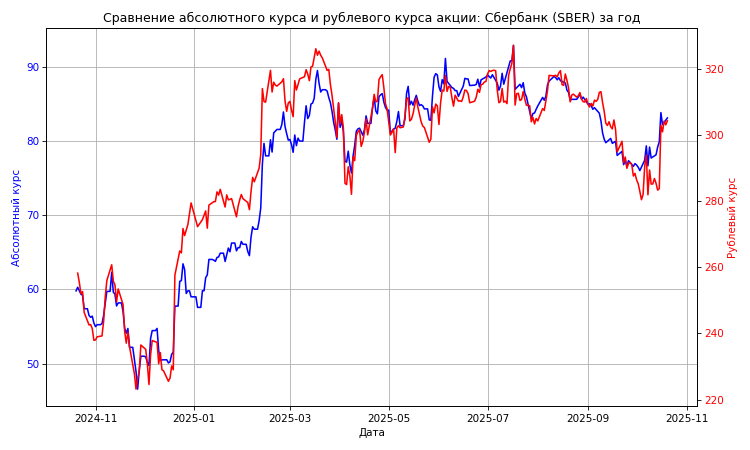 Сравнение абсолютного курса и рублевого курса акции: Сбербанк (SBER) за год
Абсолютный курс
90
80
70
60
50
320
300
280
260
240
220
Рублевый курс
2024-11 2025-01 2025-03 2025-05 2025-07 2025-09 2025-11
Дата